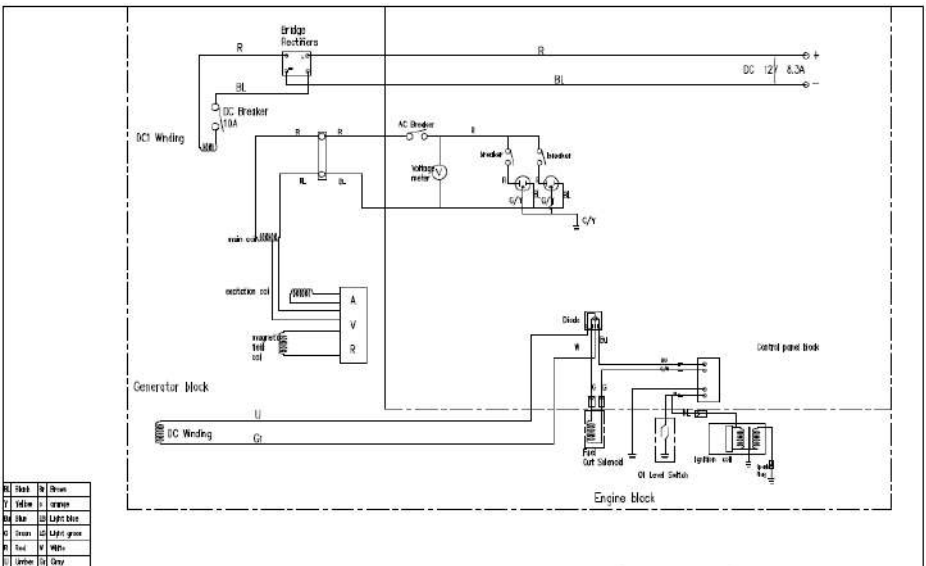 Bridge
Rectifiers
R
R
+
DC 12V 8.3A
BL
BL
-
DC Breaker
10A
DC1 Winding
AC Breaker
R
R
breaker
breaker
Voltage
meter
V
R
BL
BL
BL
G/Y
G/Y
G/Y
main coil
excitation coil
A
V
R
magnetic
field
coil
Diode
Bu
W
Control panel block
Generator block
G
G
BL
U
DC Winding
Gr
Fuel
Cut Solenoid
Oil Level Switch
Ignition coil
Engine block
BL Black Br Brown
Y Yellow o orange
Bu Blue LB Light blue
G Green LG Light green
R Red W White
U Umber Gr Gray